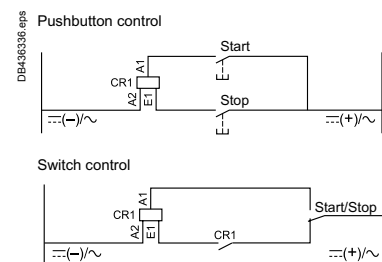 DB436336.eps
Pushbutton control
Start
A1
CR1
A2
E1
Stop
(–)/~
(+)/~
Switch control
A1
CR1
Start/Stop
A2
E1
CR1
(–)/~
(+)/~